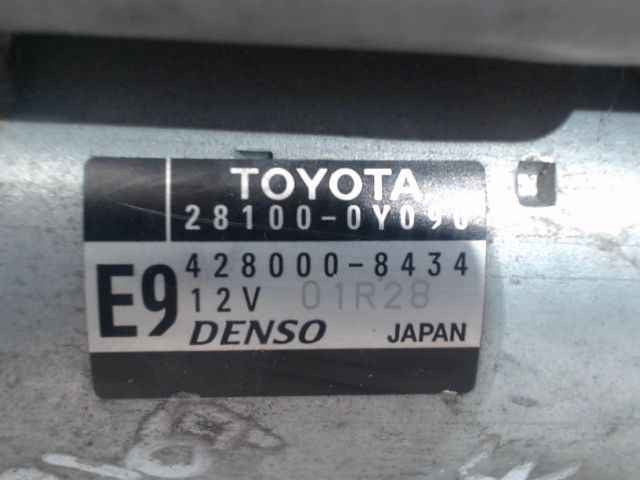 TOYOTA
28100-0Y090
E9
428000-8434
12V 01R28
DENSO JAPAN